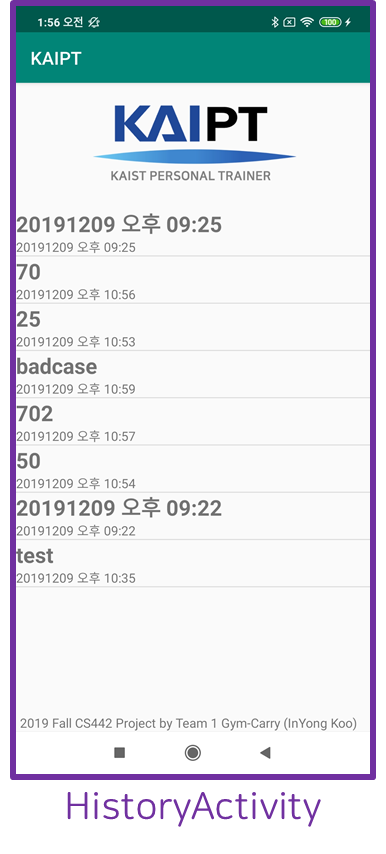 1:56 오전
100
KAIPT
KAIPT
KAIST PERSONAL TRAINER
20191209 오후 09:25
20191209 오후 09:25
70
20191209 오후 10:56
25
20191209 오후 10:53
badcase
20191209 오후 10:59
702
20191209 오후 10:57
50
20191209 오후 10:54
20191209 오후 09:22
20191209 오후 09:22
test
20191209 오후 10:35
2019 Fall CS442 Project by Team 1 Gym-Carry (InYong Koo)
HistoryActivity